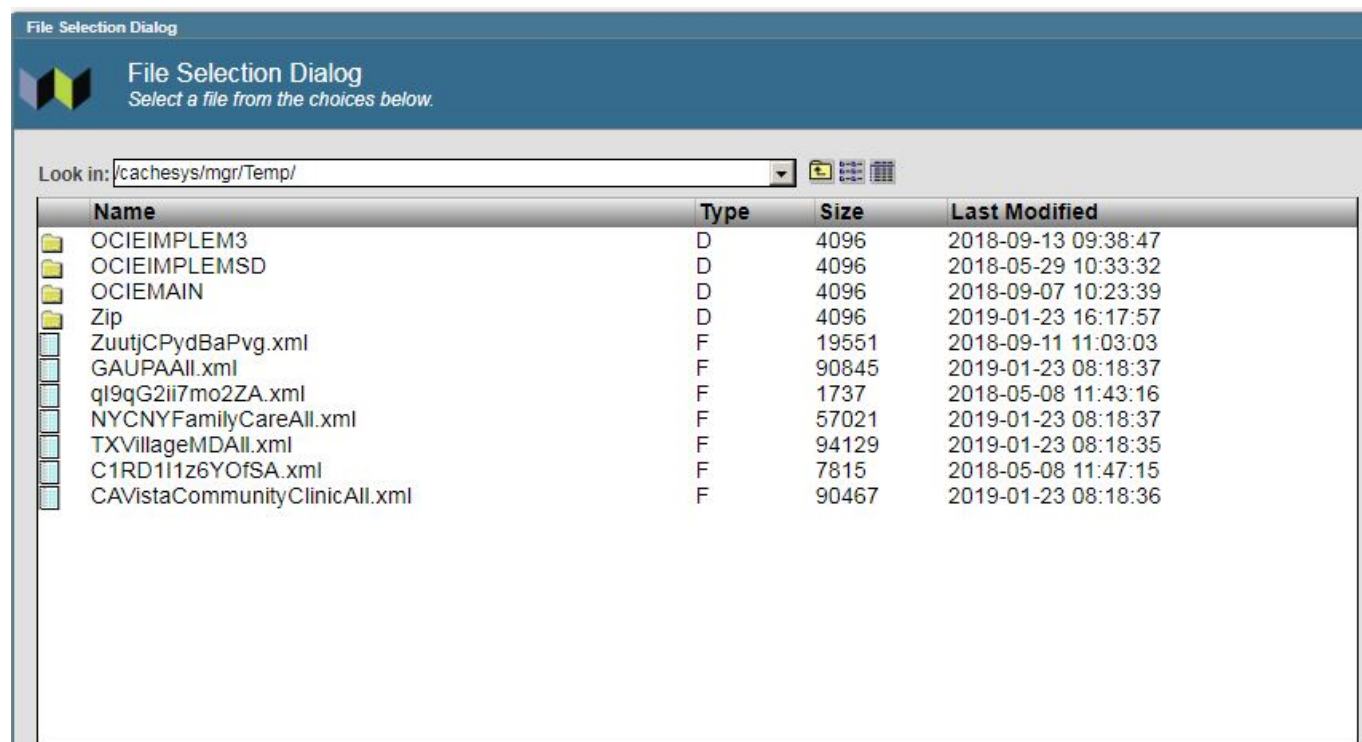 File Selection Dialog
File Selection Dialog
Select a file from the choices below.
Look in: /cachesys/mgr/Temp/
Name Type Size Last Modified
OCIEIMPLEM3 D 4096 2018-09-13 09:38:47
OCIEIMPLEMSD D 4096 2018-05-29 10:33:32
OCIEMAIN D 4096 2018-09-07 10:23:39
Zip D 4096 2019-01-23 16:17:57
ZuutjCPydBaPvg.xml F 19551 2018-09-11 11:03:03
GAUPAAll.xml F 90845 2019-01-23 08:18:37
ql9qG2ii7mo2ZA.xml F 1737 2018-05-08 11:43:16
NYCNYFamilyCareAll.xml F 57021 2019-01-23 08:18:37
TXVillageMDAll.xml F 94129 2019-01-23 08:18:35
C1RD1I1z6YOfSA.xml F 7815 2018-05-08 11:47:15
CAVistaCommunityClinicAll.xml F 90467 2019-01-23 08:18:36